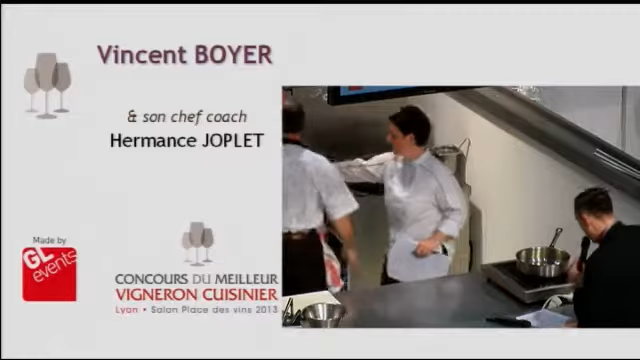 Vincent BOYER
& son chef coach
Hermance JOPLET
Made by
GL events
CONCOURS DU MEILLEUR
VIGNERON CUISINIER
Lyon • Salon Place des vins 2013